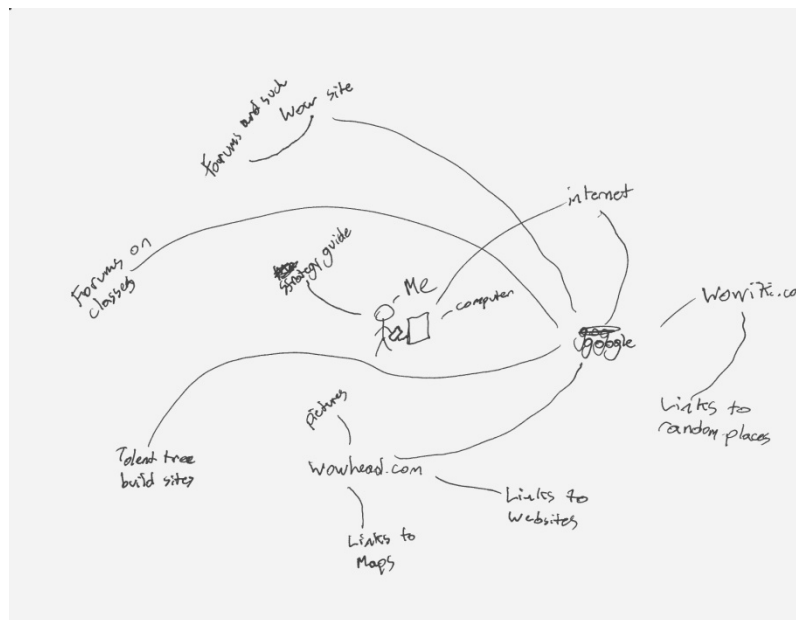 Forums and such
Wow site
internet
Forums on
classes
strategy guide
Me
computer
google
Wowiki.co
Links to
random places
pictures
Talent tree
build sites
wowhead.com
Links to
websites
Links to
Maps